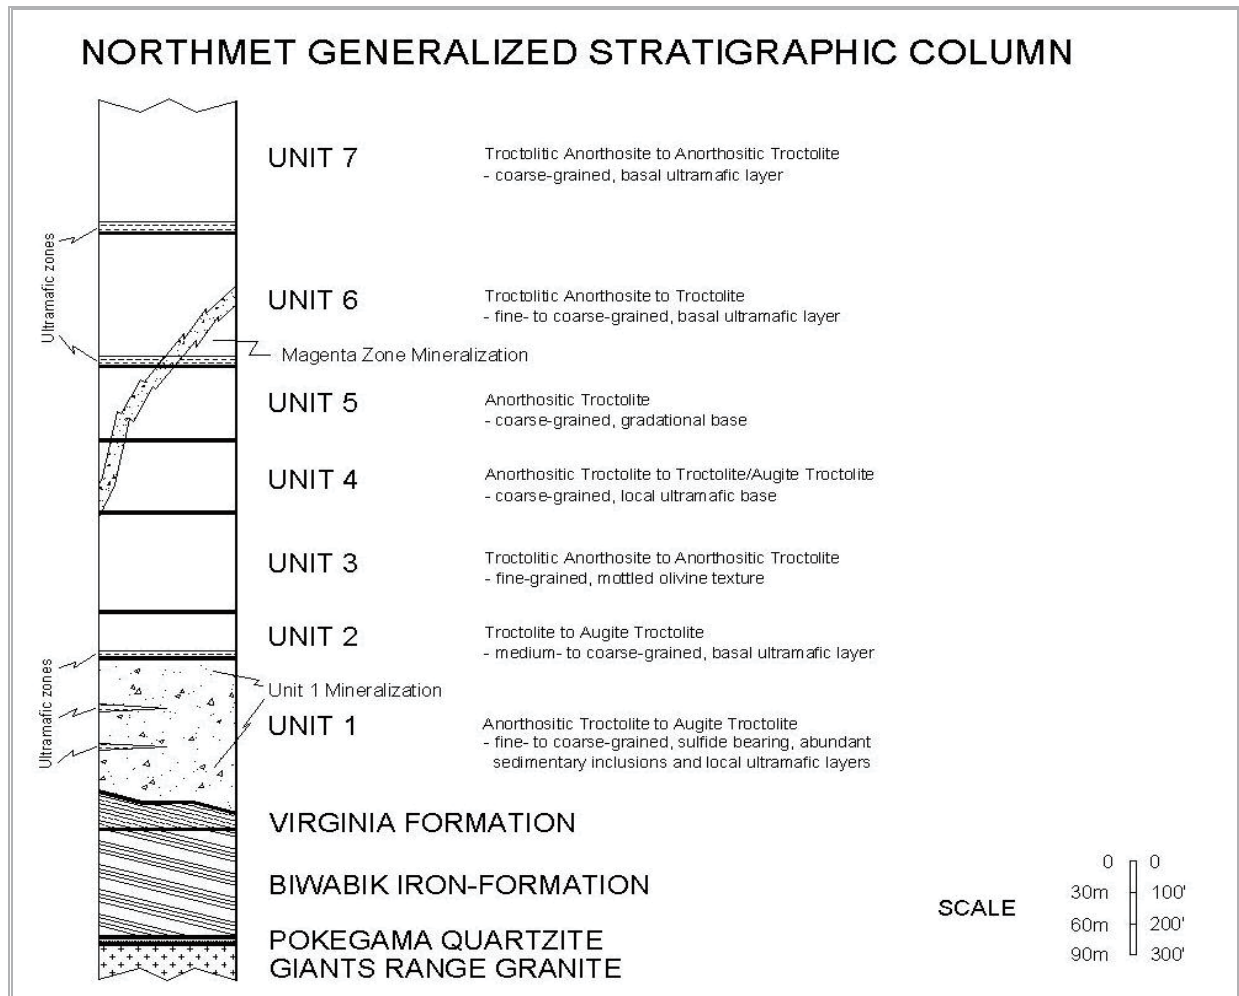 NORTHMET GENERALIZED STRATIGRAPHIC COLUMN
UNIT 7
Troctolitic Anorthosite to Anorthositic Troctolite
- coarse-grained, basal ultramafic layer
Ultramafic zones
UNIT 6
Troctolitic Anorthosite to Troctolite
- fine- to coarse-grained, basal ultramafic layer
Magenta Zone Mineralization
UNIT 5
Anorthositic Troctolite
- coarse-grained, gradational base
UNIT 4
Anorthositic Troctolite to Troctolite/Augite Troctolite
- coarse-grained, local ultramafic base
UNIT 3
Troctolitic Anorthosite to Anorthositic Troctolite
- fine-grained, mottled olivine texture
UNIT 2
Troctolite to Augite Troctolite
- medium- to coarse-grained, basal ultramafic layer
Ultramafic zones
Unit 1 Mineralization
UNIT 1
Anorthositic Troctolite to Augite Troctolite
- fine- to coarse-grained, sulfide bearing, abundant
sedimentary inclusions and local ultramafic layers
VIRGINIA FORMATION
BIWABIK IRON-FORMATION
POKEGAMA QUARTZITE
GIANTS RANGE GRANITE
SCALE
0 0
30m 100'
60m 200'
90m 300'